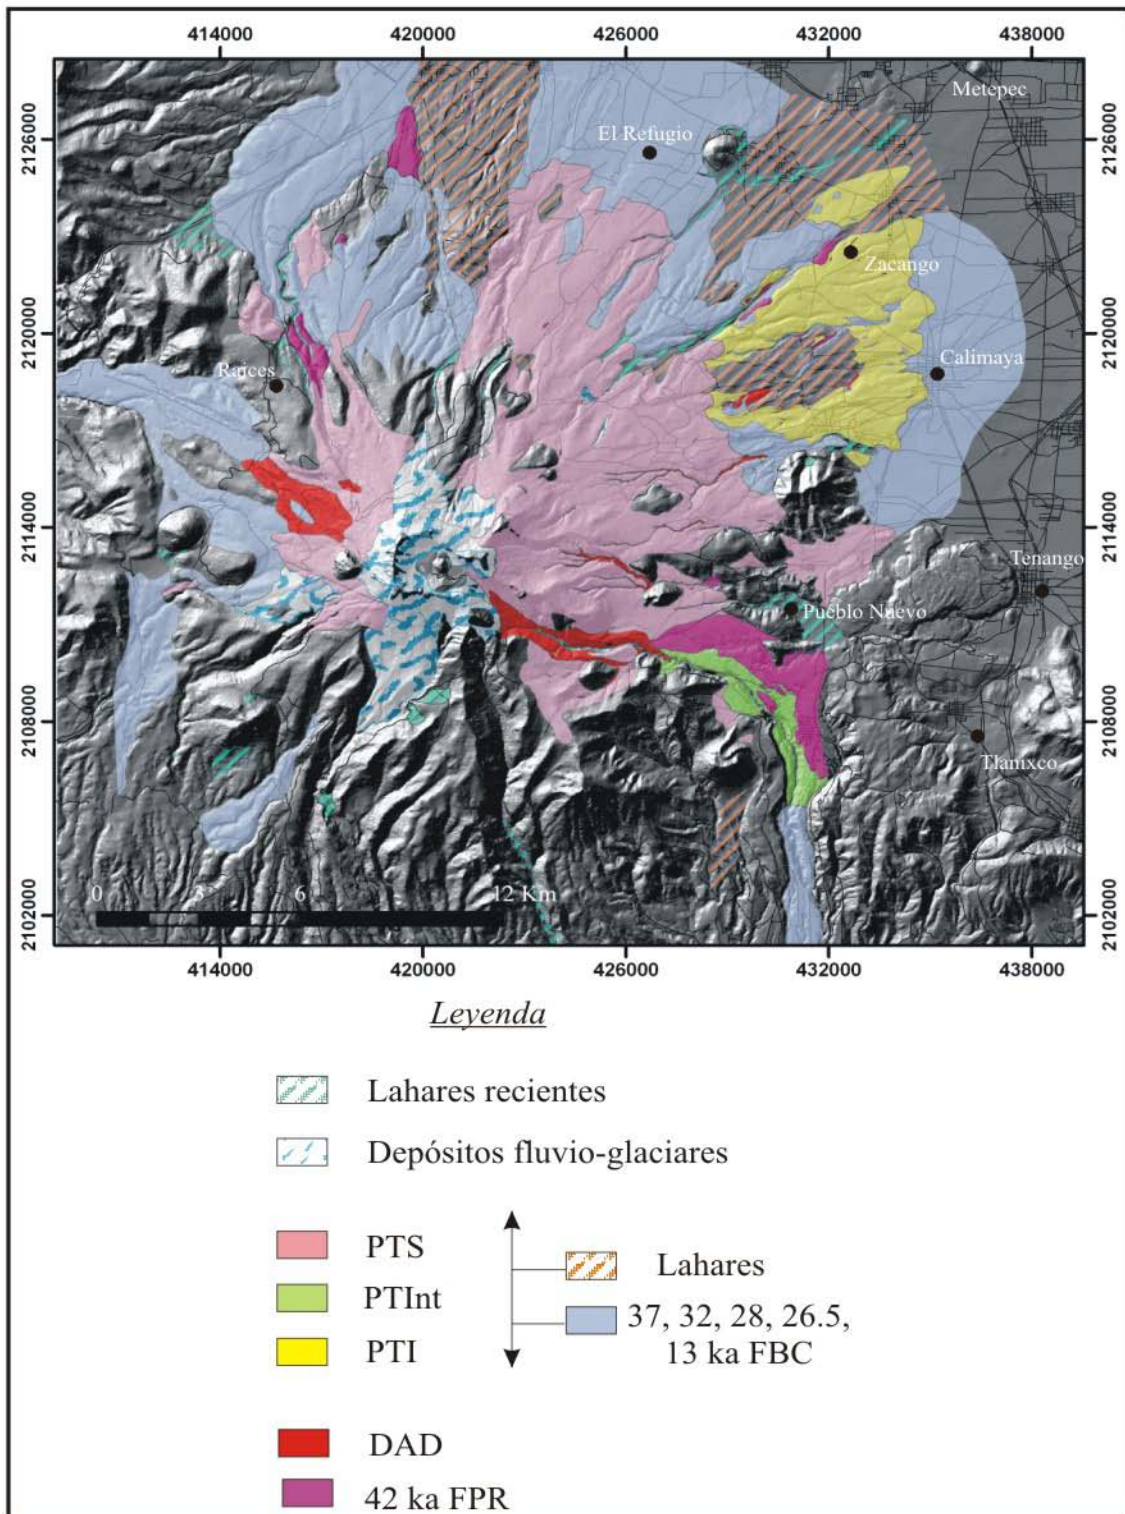 414000 420000 426000 432000 438000
Metepec
2126000 El Refugio 2126000
Zacango
2120000 2120000
Raices Calimaya
2114000 2114000
Tenango
Pueblo Nuevo
2108000 2108000
Tlanixco
0 3 6 12 Km
2102000 2102000
414000 420000 426000 432000 438000
Leyenda
Lahares recientes
Depósitos fluvio-glaciares
PTS
Lahares
PTInt
37, 32, 28, 26.5,
PTI
13 ka FBC
DAD
42 ka FPR